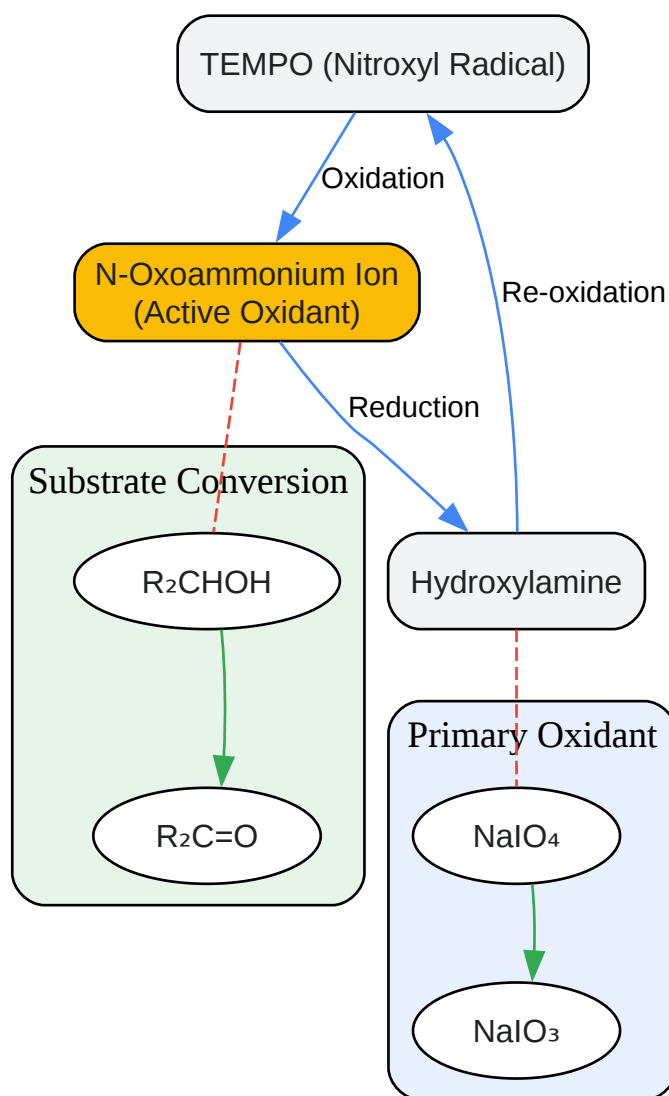 TEMPO (Nitroxyl Radical)
Oxidation
N-Oxoammonium Ion
(Active Oxidant)
Re-oxidation
Reduction
Substrate Conversion
R₂CHOH
Hydroxylamine
Primary Oxidant
R₂C=O
NaIO₄
NaIO₃